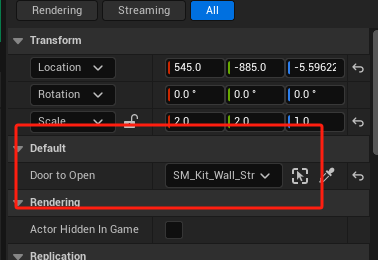 Rendering Streaming All
Transform
Location 545.0 -885.0 -5.59622
Rotation 0.0 ° 0.0 ° 0.0 °
Scale 2.0 2.0 1.0
Default
Door to Open SM_Kit_Wall_Str
Rendering
Actor Hidden In Game
Replication